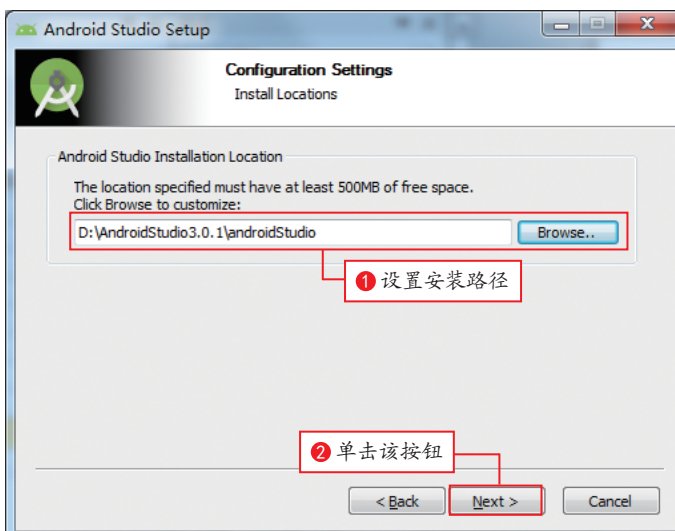 Android Studio Setup
Configuration Settings
Install Locations
Android Studio Installation Location
The location specified must have at least 500MB of free space.
Click Browse to customize:
D:\AndroidStudio3.0.1\androidStudio
Browse..
1 设置安装路径
2 单击该按钮
< Back
Next >
Cancel